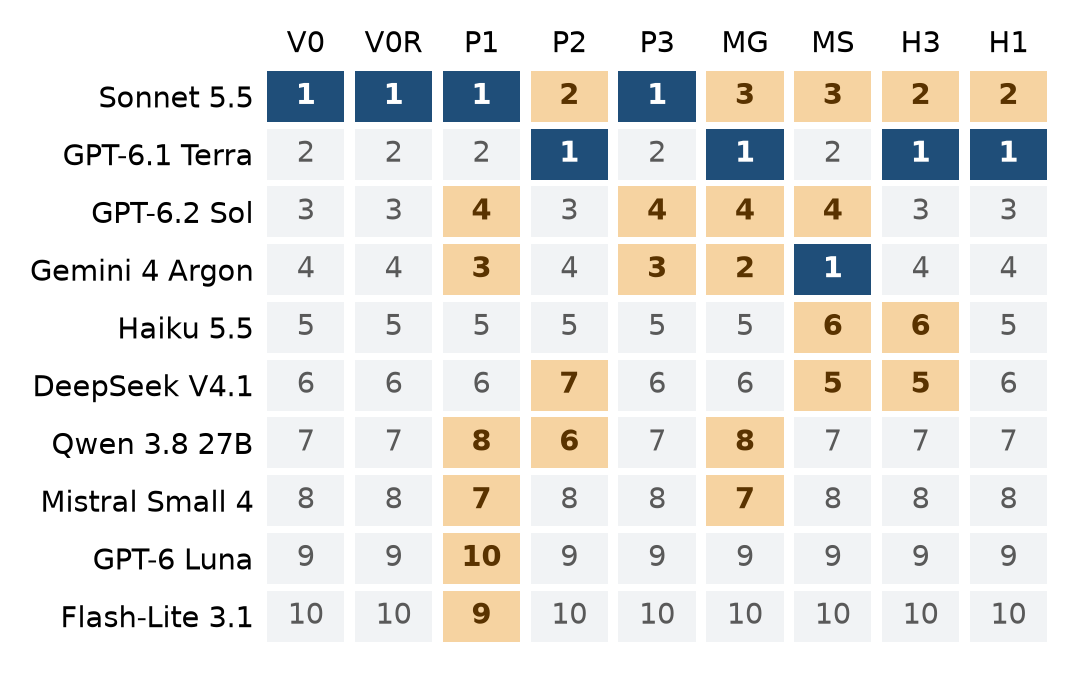 V0 V0R P1 P2 P3 MG MS H3 H1
Sonnet 5.5 1 1 1 2 1 3 3 2 2
GPT-6.1 Terra 2 2 2 1 2 1 2 1 1
GPT-6.2 Sol 3 3 4 3 4 4 4 3 3
Gemini 4 Argon 4 4 3 4 3 2 1 4 4
Haiku 5.5 5 5 5 5 5 5 6 6 5
DeepSeek V4.1 6 6 6 7 6 6 5 5 6
Qwen 3.8 27B 7 7 8 6 7 8 7 7 7
Mistral Small 4 8 8 7 8 8 7 8 8 8
GPT-6 Luna 9 9 10 9 9 9 9 9 9
Flash-Lite 3.1 10 10 9 10 10 10 10 10 10